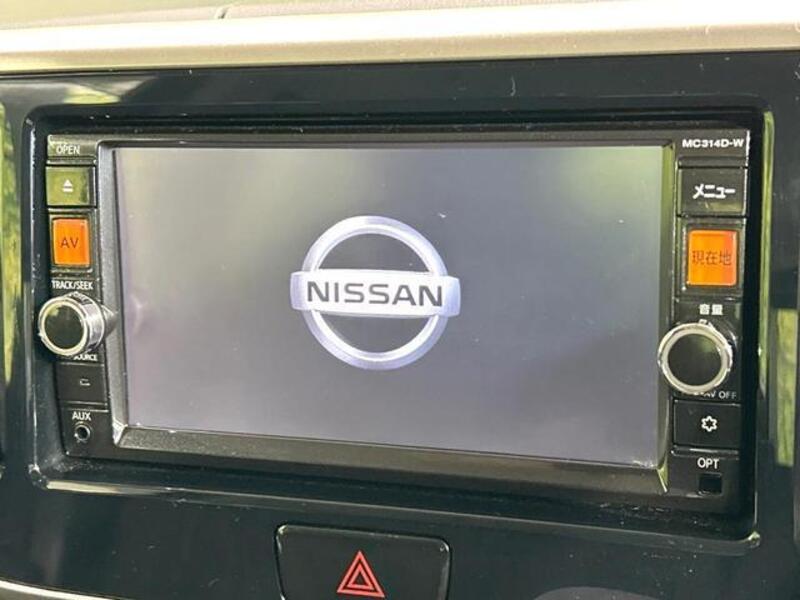 OPEN
MC314D-W
メニュー
AV
現在地
TRACK/SEEK
音量
NISSAN
SOURCE
AV OFF
AUX
OPT